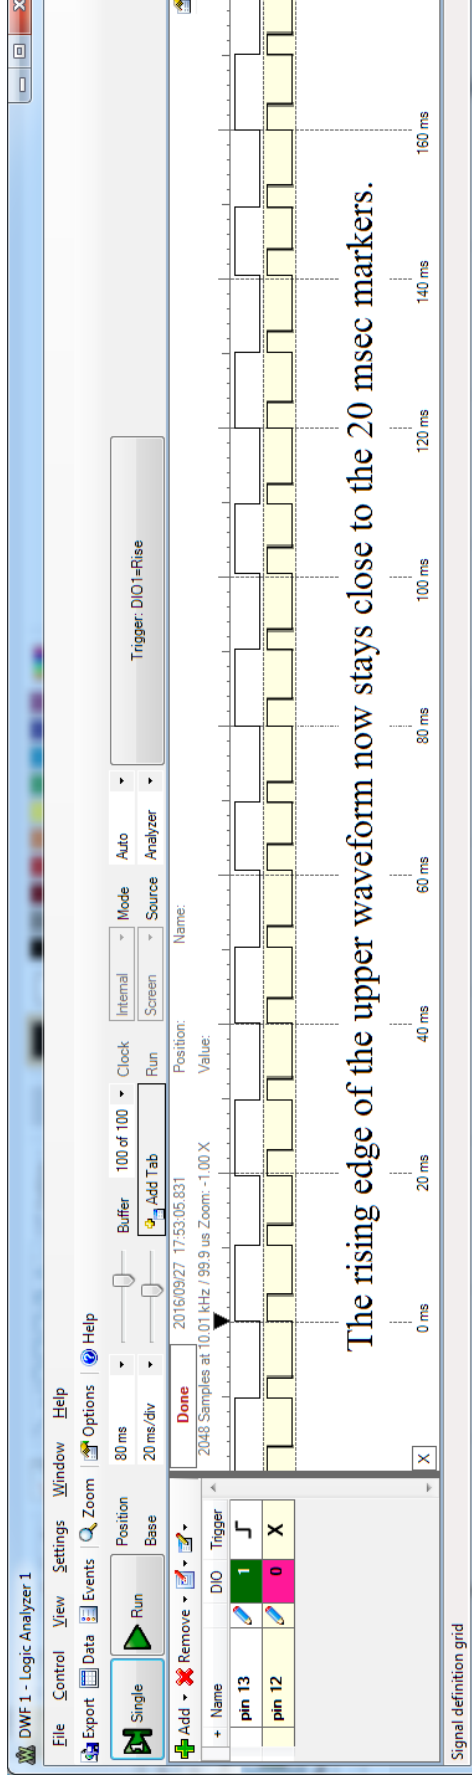 DWF 1 - Logic Analyzer 1
File Control View Settings Window Help
Export Data Events Zoom Options Help
Single Run Position 80 ms Buffer 100 of 100 Clock Internal Mode Auto Trigger: DIO1=Rise
Base 20 ms/div Add Tab Run Screen Source Analyzer
Add Remove Done 2016/09/27 17:53:05.831 Position: Name:
2048 Samples at 10.01 kHz / 99.9 us Zoom: -1.00 X Value:
+ Name DIO Trigger
pin 13 1
pin 12 0 X
The rising edge of the upper waveform now stays close to the 20 msec markers.
X 0 ms 20 ms 40 ms 60 ms 80 ms 100 ms 120 ms 140 ms 160 ms
Signal definition grid